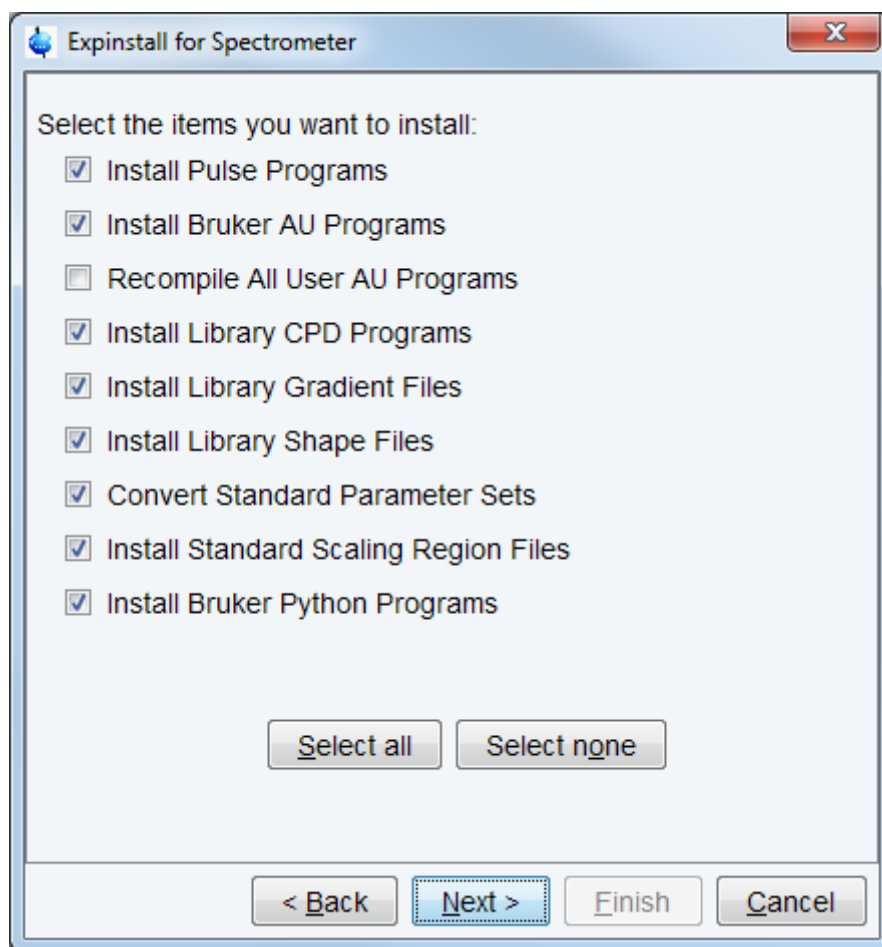 Expinstall for Spectrometer
Select the items you want to install:
Install Pulse Programs
Install Bruker AU Programs
Recompile All User AU Programs
Install Library CPD Programs
Install Library Gradient Files
Install Library Shape Files
Convert Standard Parameter Sets
Install Standard Scaling Region Files
Install Bruker Python Programs
Select all Select none
< Back Next > Finish Cancel